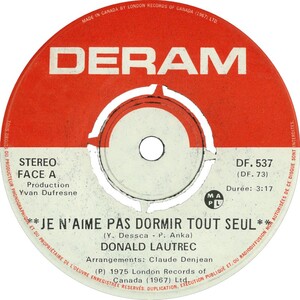 MADE IN CANADA BY LONDON RECORDS OF CANADA (1967) LTD
DERAM
STEREO
FACE A
Production
Yvan Dufresne
DF. 537
(DF. 73)
MAPL
Durée: 3:17
**JE N'AIME PAS DORMIR TOUT SEUL**
(Y. Dessca - P. Anka)
DONALD LAUTREC
Arrangements: Claude Denjean
(P) 1975 London Records of
Canada (1967) Ltd